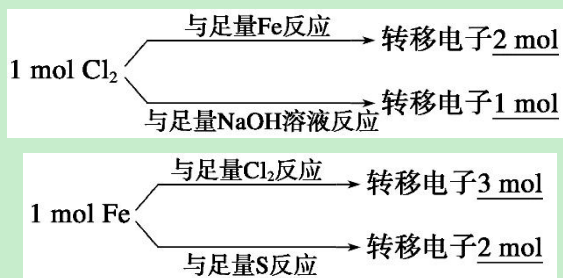 与足量Fe反应 转移电子2 mol
1 mol Cl₂
与足量NaOH溶液反应 转移电子1 mol
与足量Cl₂反应 转移电子3 mol
1 mol Fe
与足量S反应 转移电子2 mol